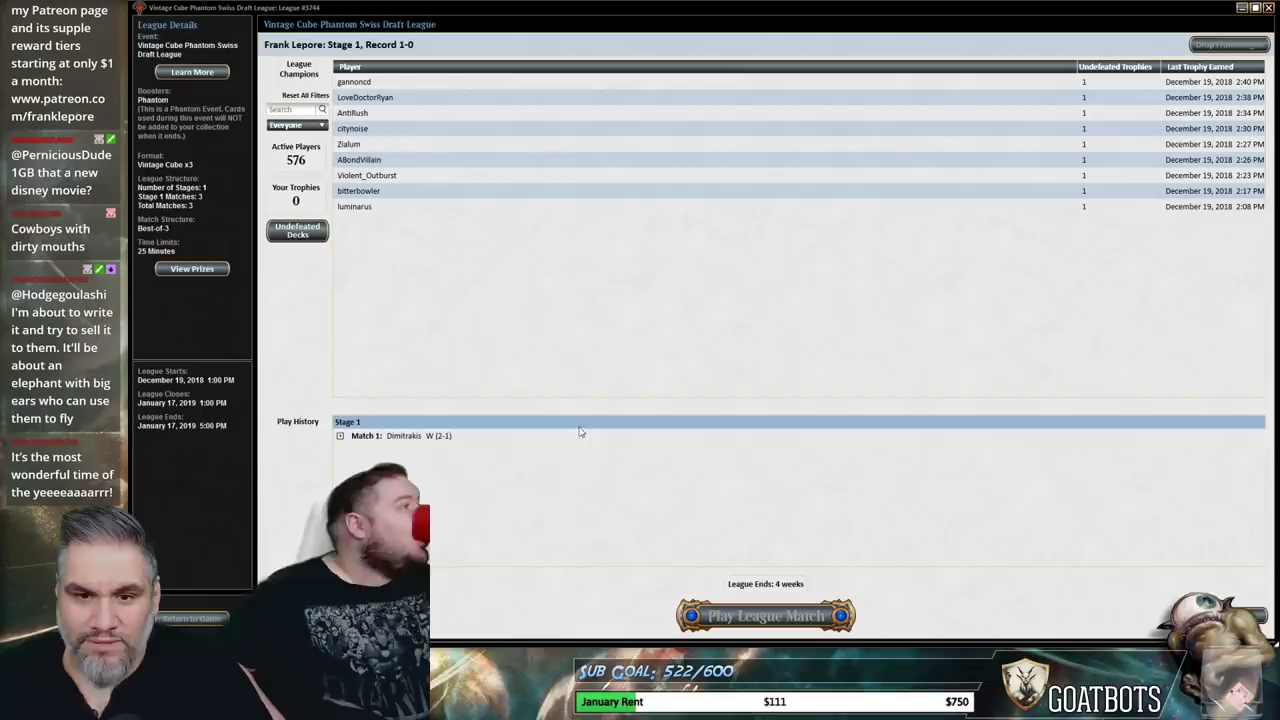 my Patreon page
and its supple
reward tiers
starting at only $1
a month:
www.patreon.co
m/franklepore
@PerniciousDude
1GB that a new
disney movie?
Cowboys with
dirty mouths
@Hodgegoulashi
I'm about to write
it and try to sell it
to them. It'll be
about an
elephant with big
ears who can use
them to fly
It's the most
wonderful time of
the yeeeeaaarrr!
Vintage Cube Phantom Swiss Draft League: League #3744
League Details
Event:
Vintage Cube Phantom Swiss
Draft League
Learn More
Boosters:
Phantom
(This is a Phantom Event. Cards
used during this event will NOT
be added to your collection
when it ends.)
Format:
Vintage Cube x3
League Structure:
Number of Stages: 1
Stage 1 Matches: 3
Total Matches: 3
Match Structure:
Best-of-3
Time Limits:
25 Minutes
View Prizes
League Starts:
December 19, 2018 1:00 PM
League Closes:
January 17, 2019 1:00 PM
League Ends:
January 17, 2019 5:00 PM
Return to Game
Vintage Cube Phantom Swiss Draft League
Frank Lepore: Stage 1, Record 1-0
Drop From
League
Champions
Reset All Filters
Search
Everyone
Active Players
576
Your Trophies
0
Undefeated
Decks
Player Undefeated Trophies Last Trophy Earned
gannoncd 1 December 19, 2018 2:40 PM
LoveDoctorRyan 1 December 19, 2018 2:38 PM
AntiRush 1 December 19, 2018 2:34 PM
citynoise 1 December 19, 2018 2:30 PM
Zialum 1 December 19, 2018 2:27 PM
ABondVillain 1 December 19, 2018 2:26 PM
Violent_Outburst 1 December 19, 2018 2:23 PM
bitterbowler 1 December 19, 2018 2:17 PM
luminarus 1 December 19, 2018 2:08 PM
Play History
Stage 1
Match 1: Dimitrakis W (2-1)
League Ends: 4 weeks
Play League Match
SUB GOAL: 522/600
January Rent $111 $750
GOATBOTS